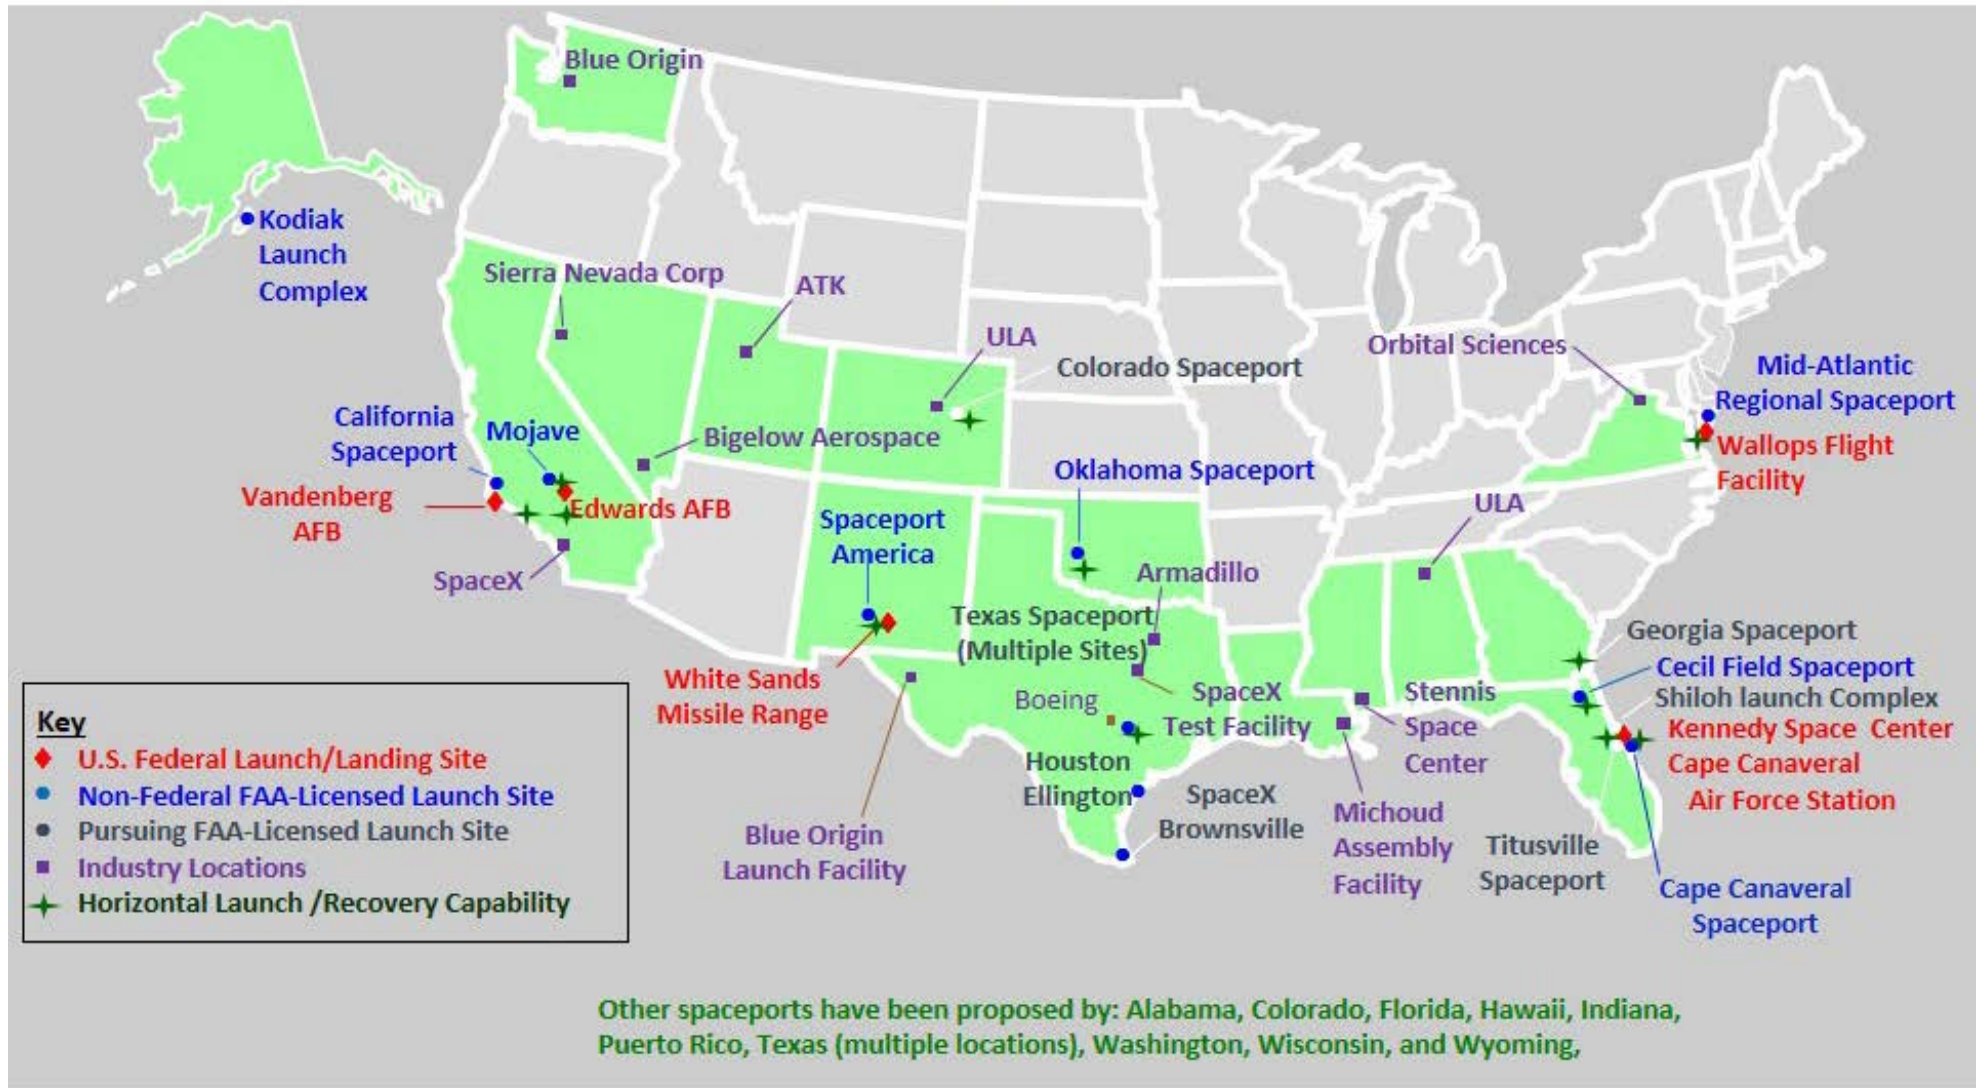 Blue Origin
Kodiak
Launch
Complex
Sierra Nevada Corp
ATK
ULA
Colorado Spaceport
Orbital Sciences
Mid-Atlantic
Regional Spaceport
Wallops Flight
Facility
California
Spaceport
Mojave
Bigelow Aerospace
Vandenberg
AFB
Edwards AFB
SpaceX
Oklahoma Spaceport
ULA
Spaceport
America
Armadillo
Texas Spaceport
(Multiple Sites)
White Sands
Missile Range
Boeing
SpaceX
Test Facility
Houston
Ellington
SpaceX
Brownsville
Blue Origin
Launch Facility
Stennis
Space
Center
Michoud
Assembly
Facility
Georgia Spaceport
Cecil Field Spaceport
Shiloh launch Complex
Kennedy Space Center
Cape Canaveral
Air Force Station
Titusville
Spaceport
Cape Canaveral
Spaceport
Key
U.S. Federal Launch/Landing Site
Non-Federal FAA-Licensed Launch Site
Pursuing FAA-Licensed Launch Site
Industry Locations
Horizontal Launch /Recovery Capability
Other spaceports have been proposed by: Alabama, Colorado, Florida, Hawaii, Indiana,
Puerto Rico, Texas (multiple locations), Washington, Wisconsin, and Wyoming,